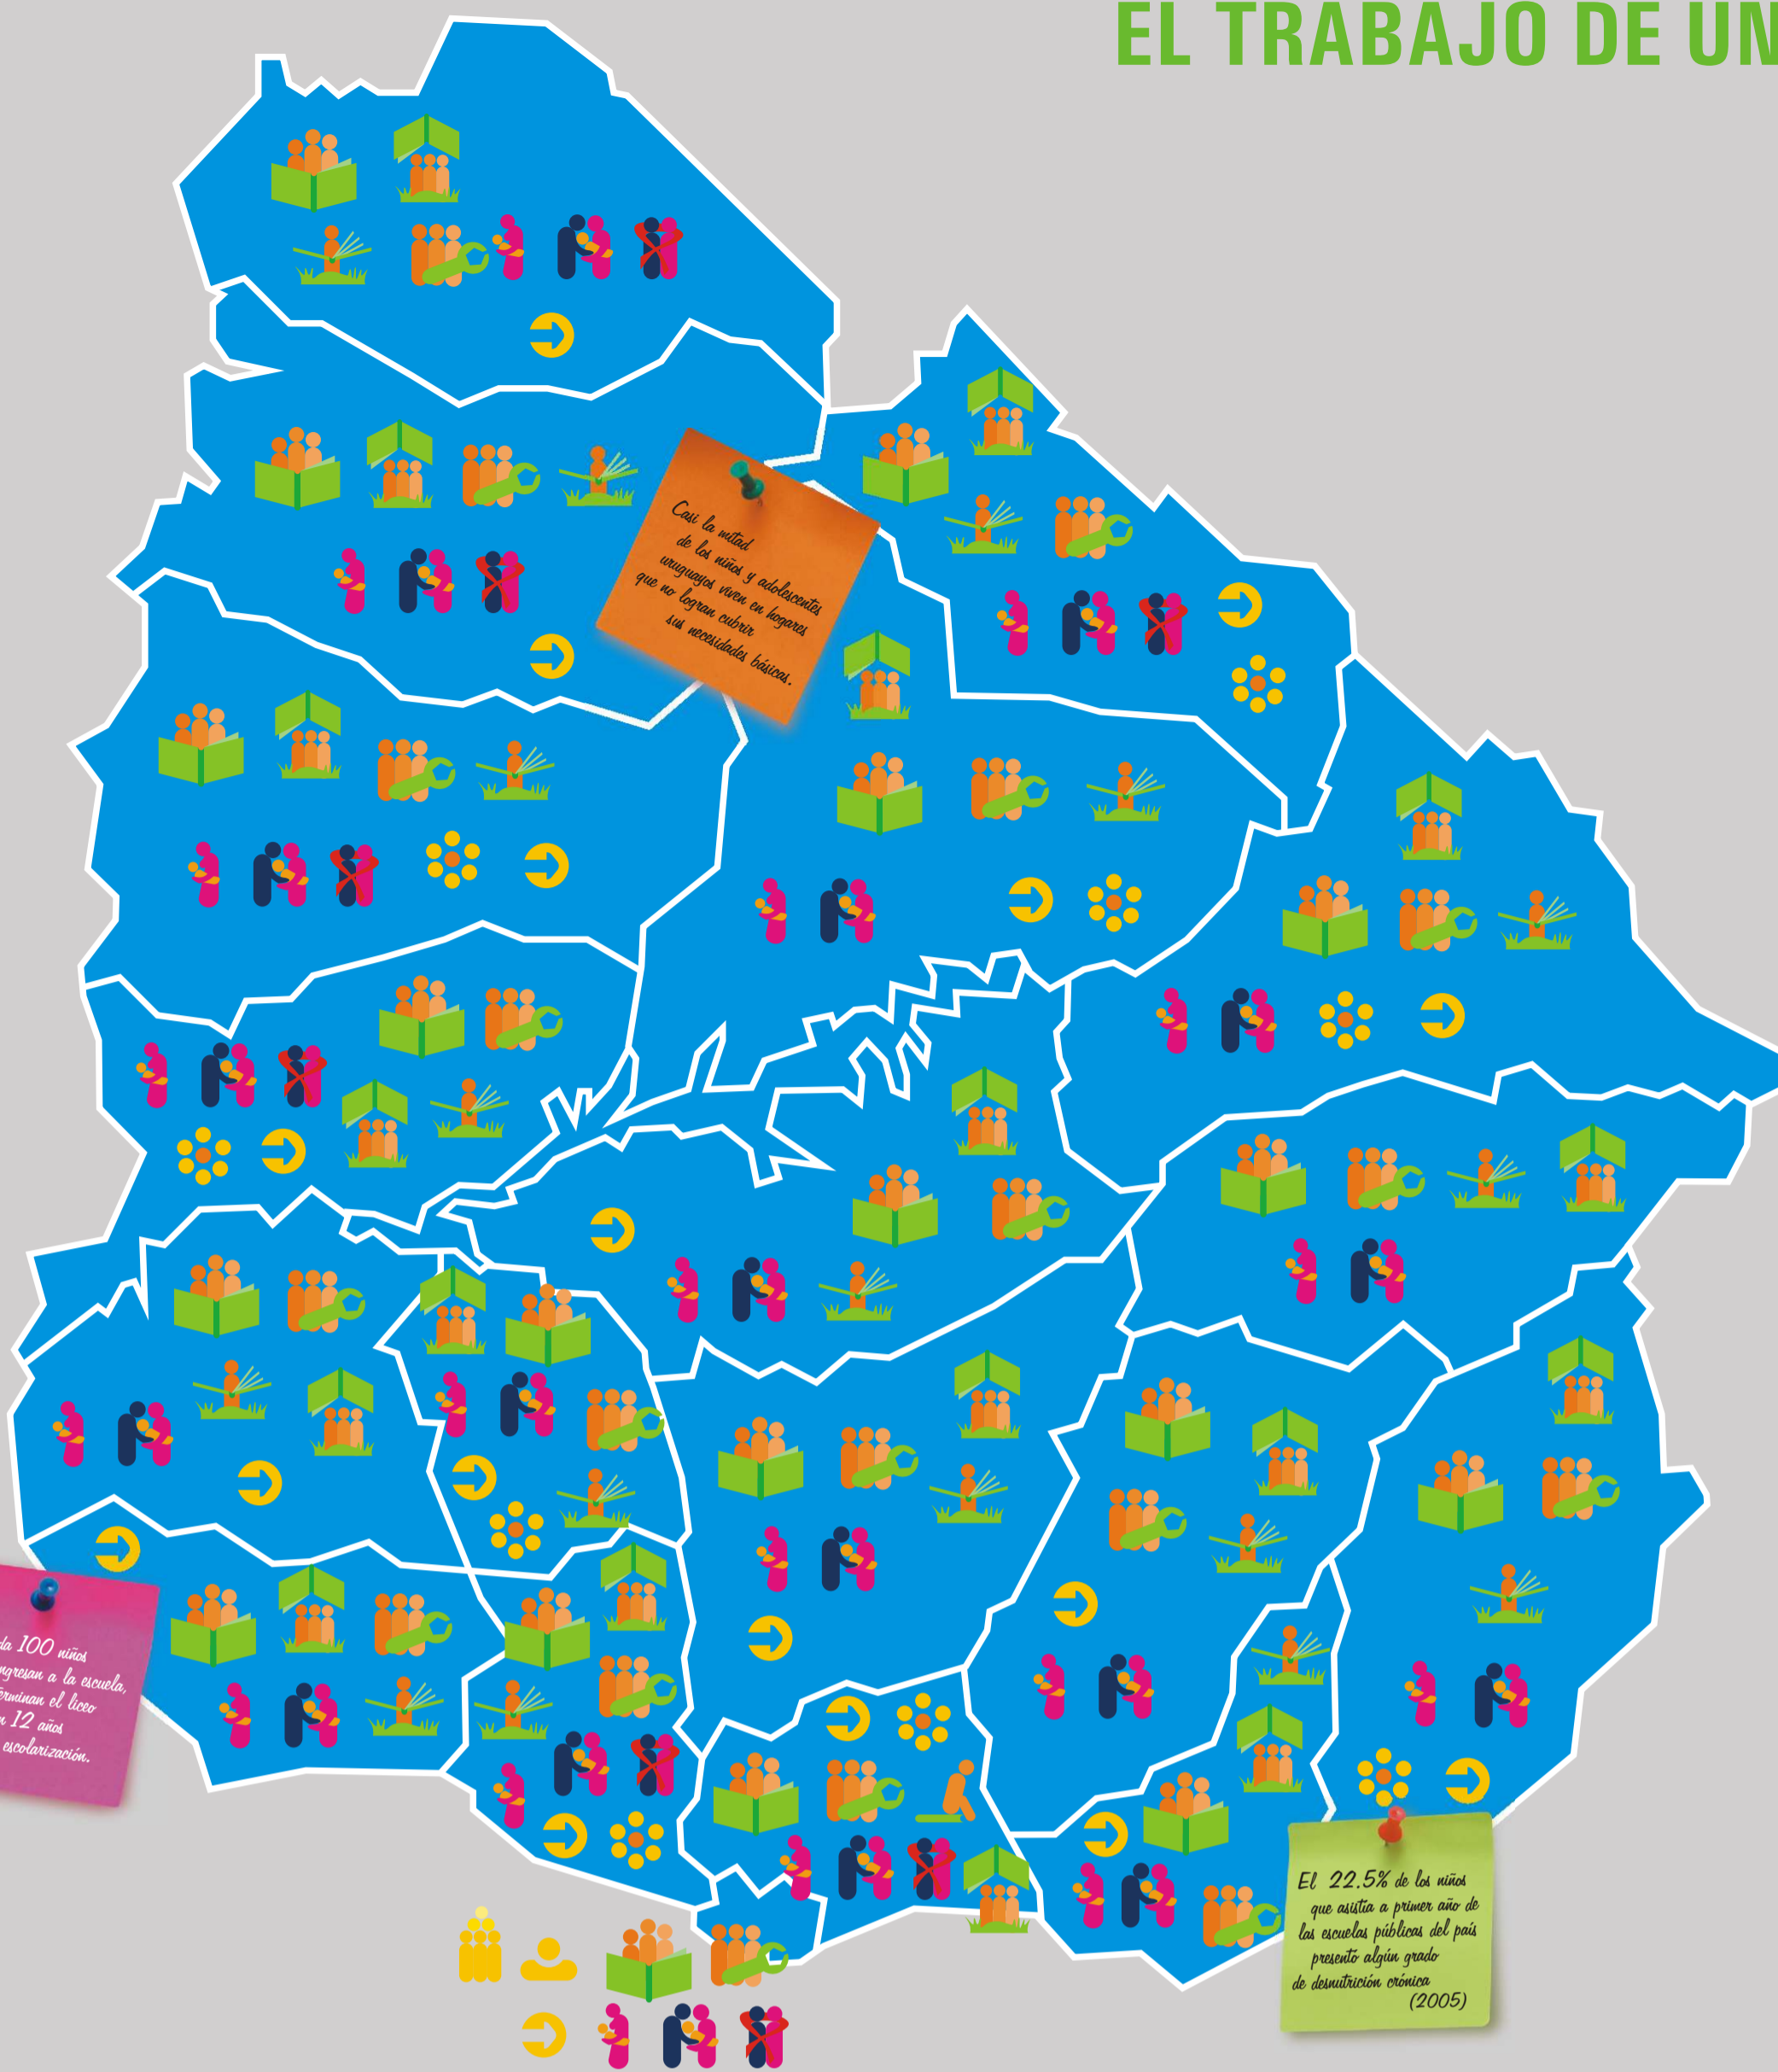 EL TRABAJO DE UN
Casi la mitad
de los niños y adolescentes
uruguayos viven en hogares
que no logran cubrir
sus necesidades básicas.
100 niños
a la escuela,
el liceo
12 años
escolarización.
El 22.5% de los niños
que asistía a primer año de
las escuelas públicas del país
presentó algún grado
de desnutrición crónica
(2005)